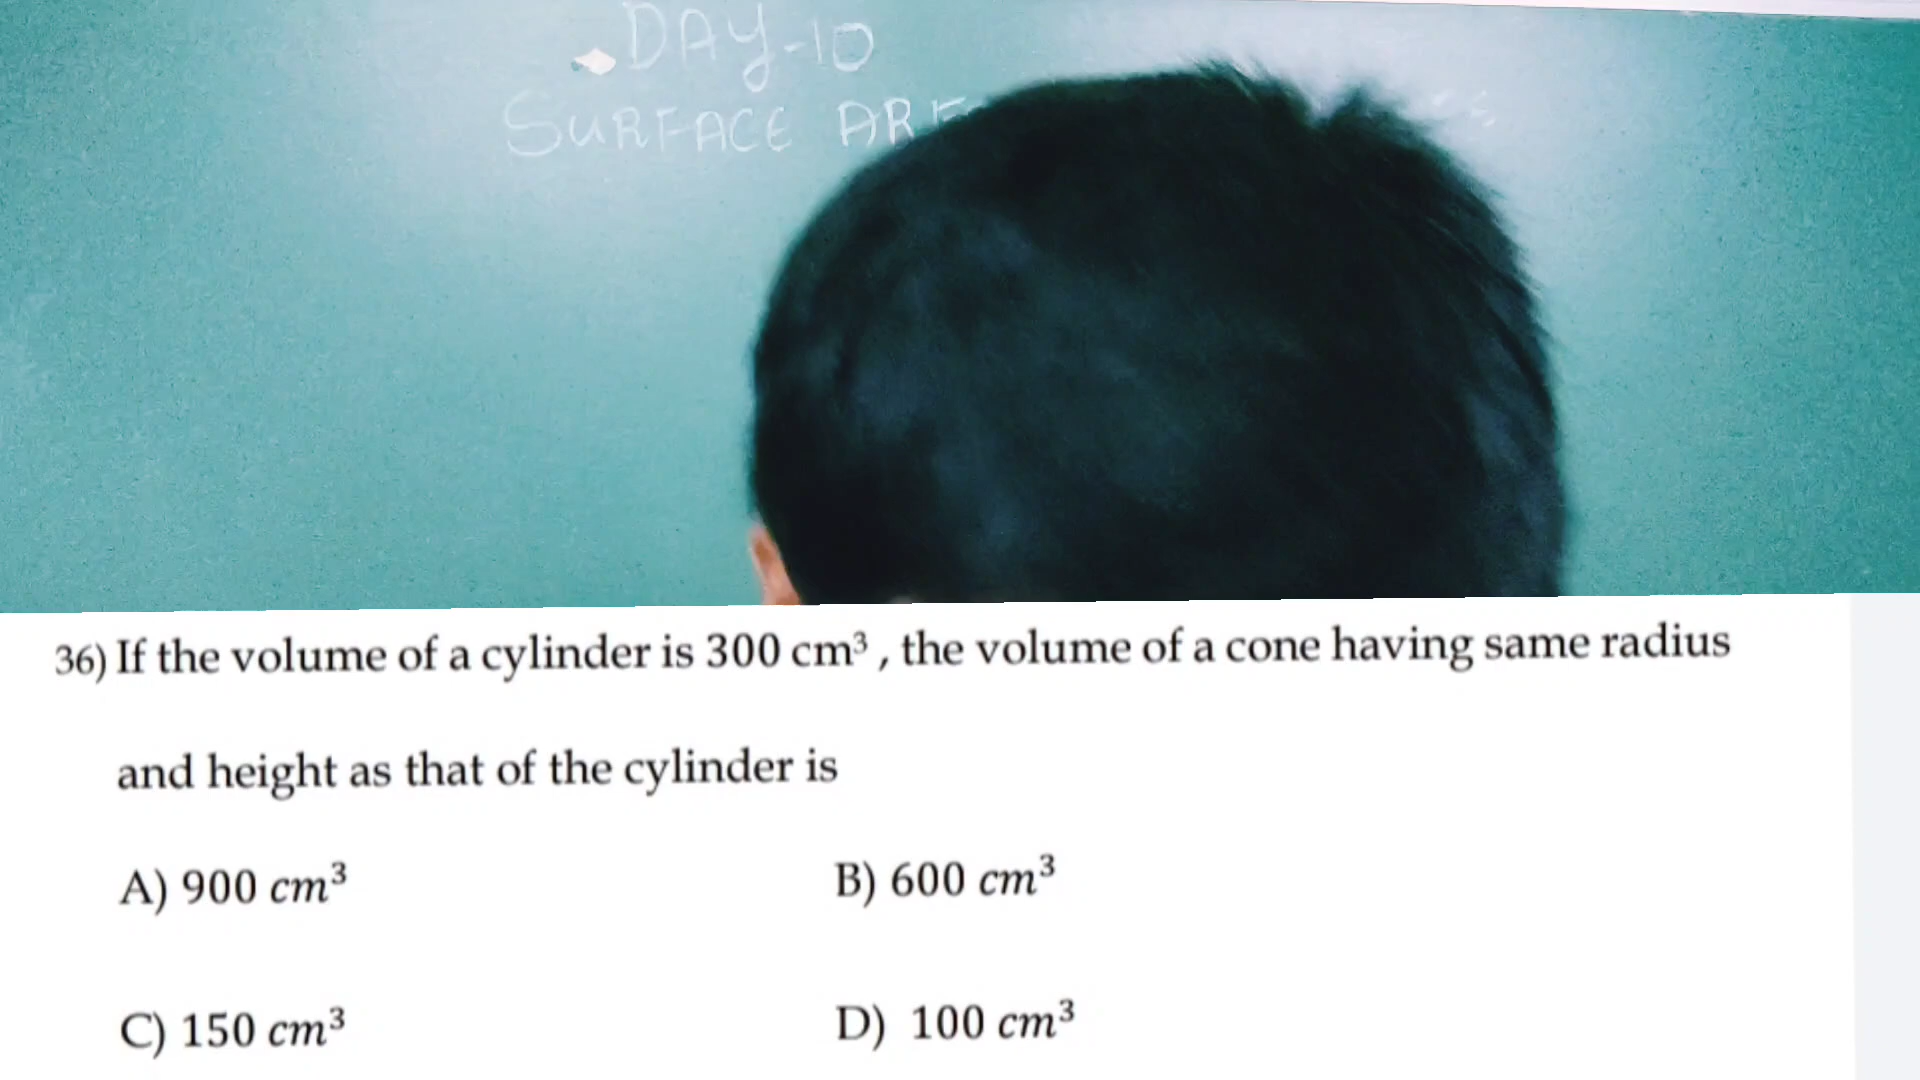 DAY-10
SURFACE
36) If the volume of a cylinder is 300 cm³ , the volume of a cone having same radius
and height as that of the cylinder is
A) 900 cm³
B) 600 cm³
C) 150 cm³
D) 100 cm³